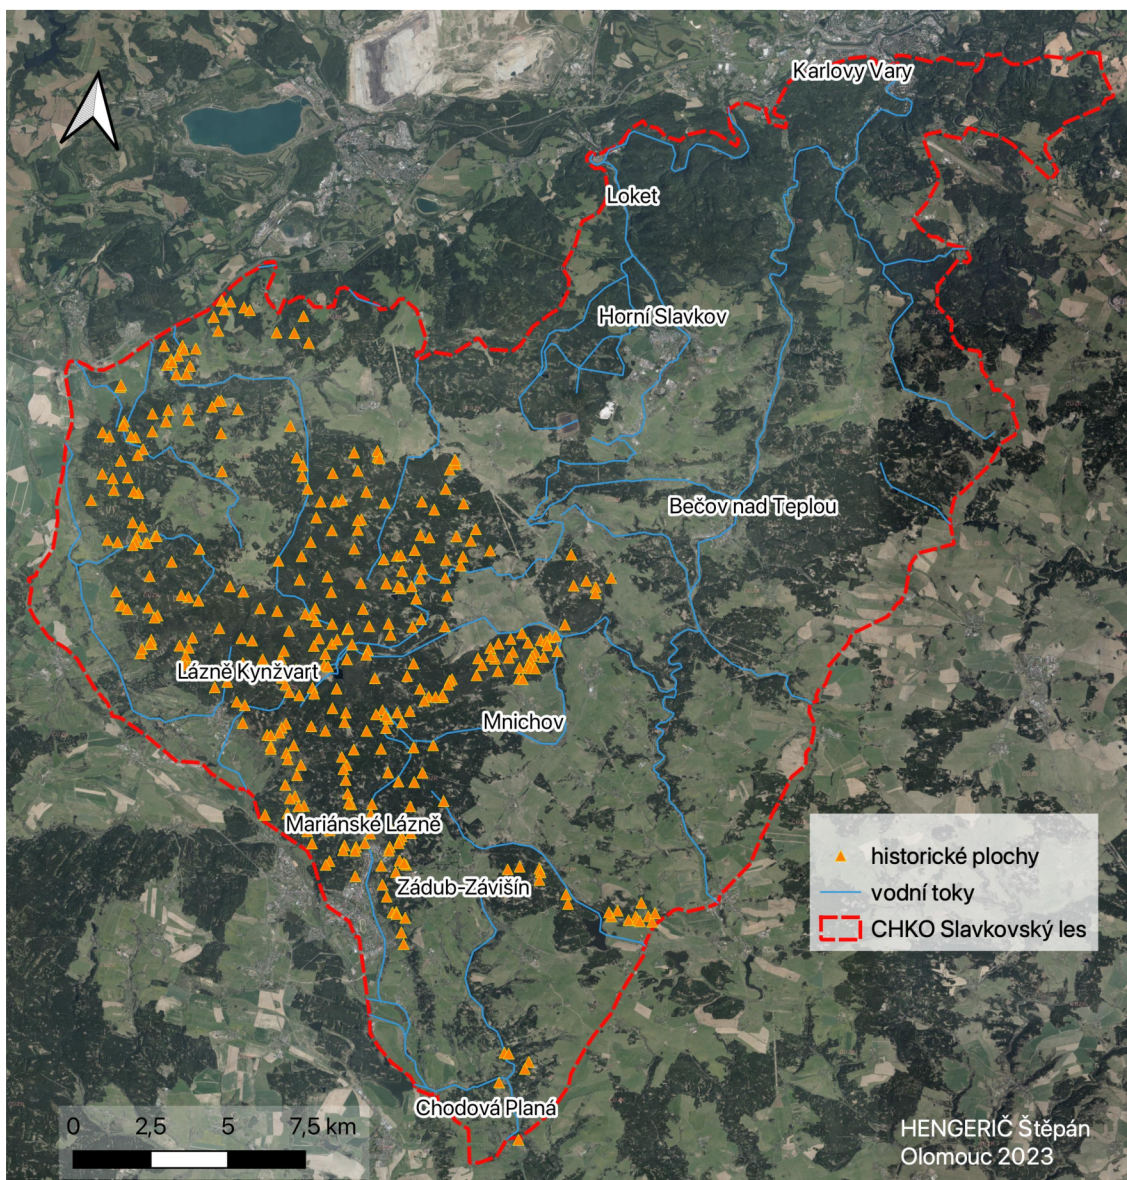 Karlovy Vary
Loket
Horní Slavkov
Bečov nad Teplou
Lázně Kynžvart
Mnichov
Mariánské Lázně
Zádub-Závišín
Chodová Planá
historické plochy
vodní toky
CHKO Slavkovský les
0 2,5 5 7,5 km
HENGERIČ Štěpán
Olomouc 2023